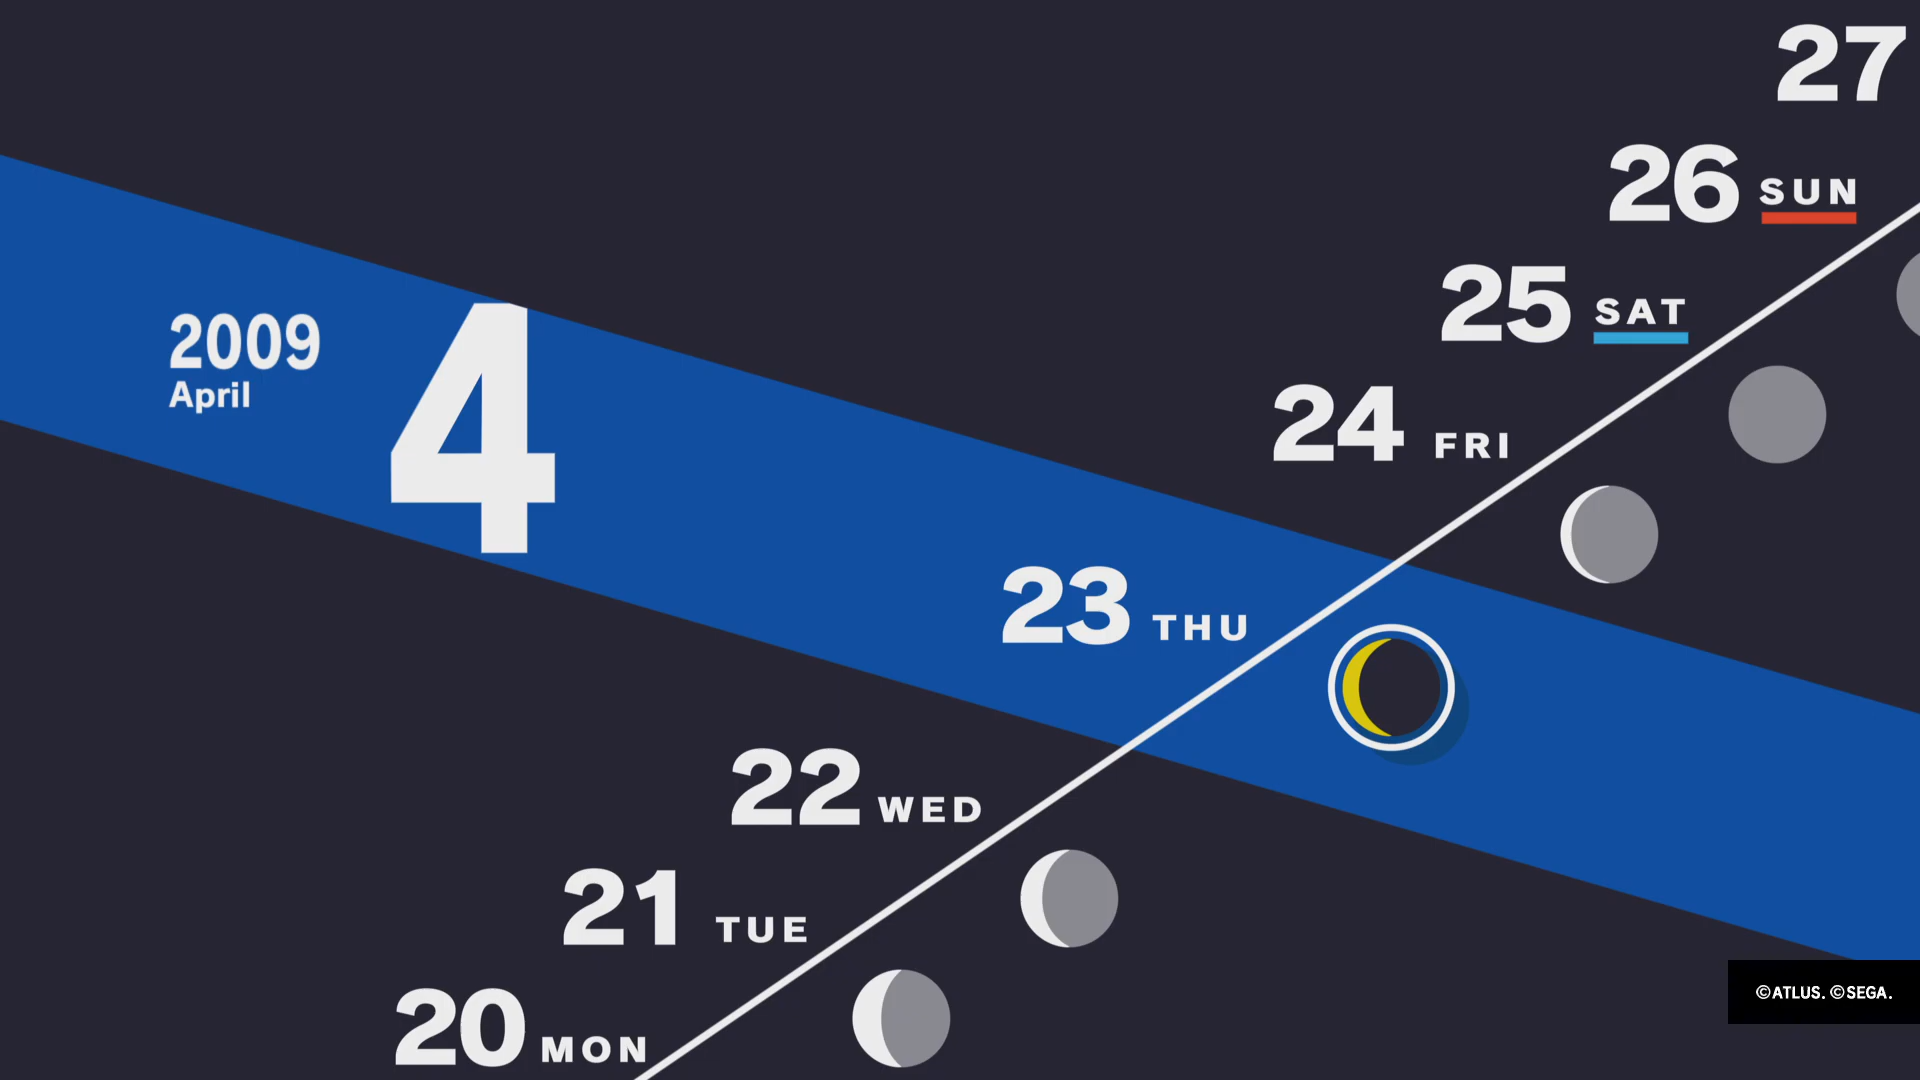 27
26 SUN
25 SAT
24 FRI
2009
April
4
23 THU
22 WED
21 TUE
20 MON
©ATLUS. ©SEGA.